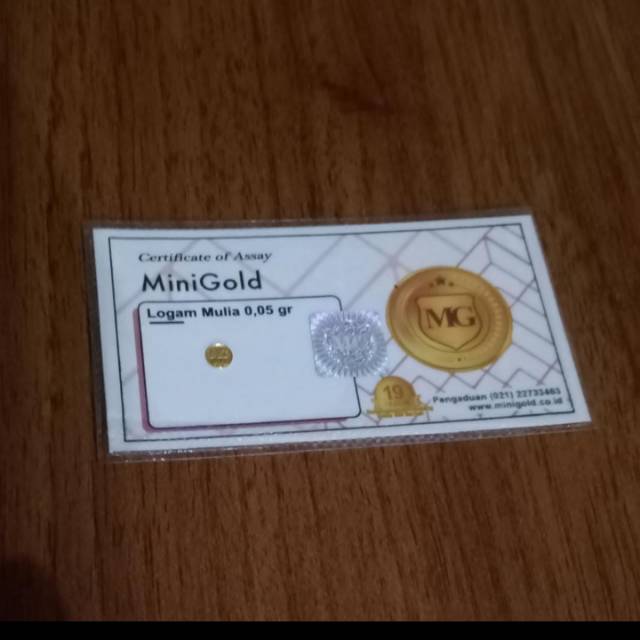 Certificate of Assay
MiniGold
Logam Mulia 0,05 gr
MG
19
Pengaduan (021) 22733463
www.minigold.co.id